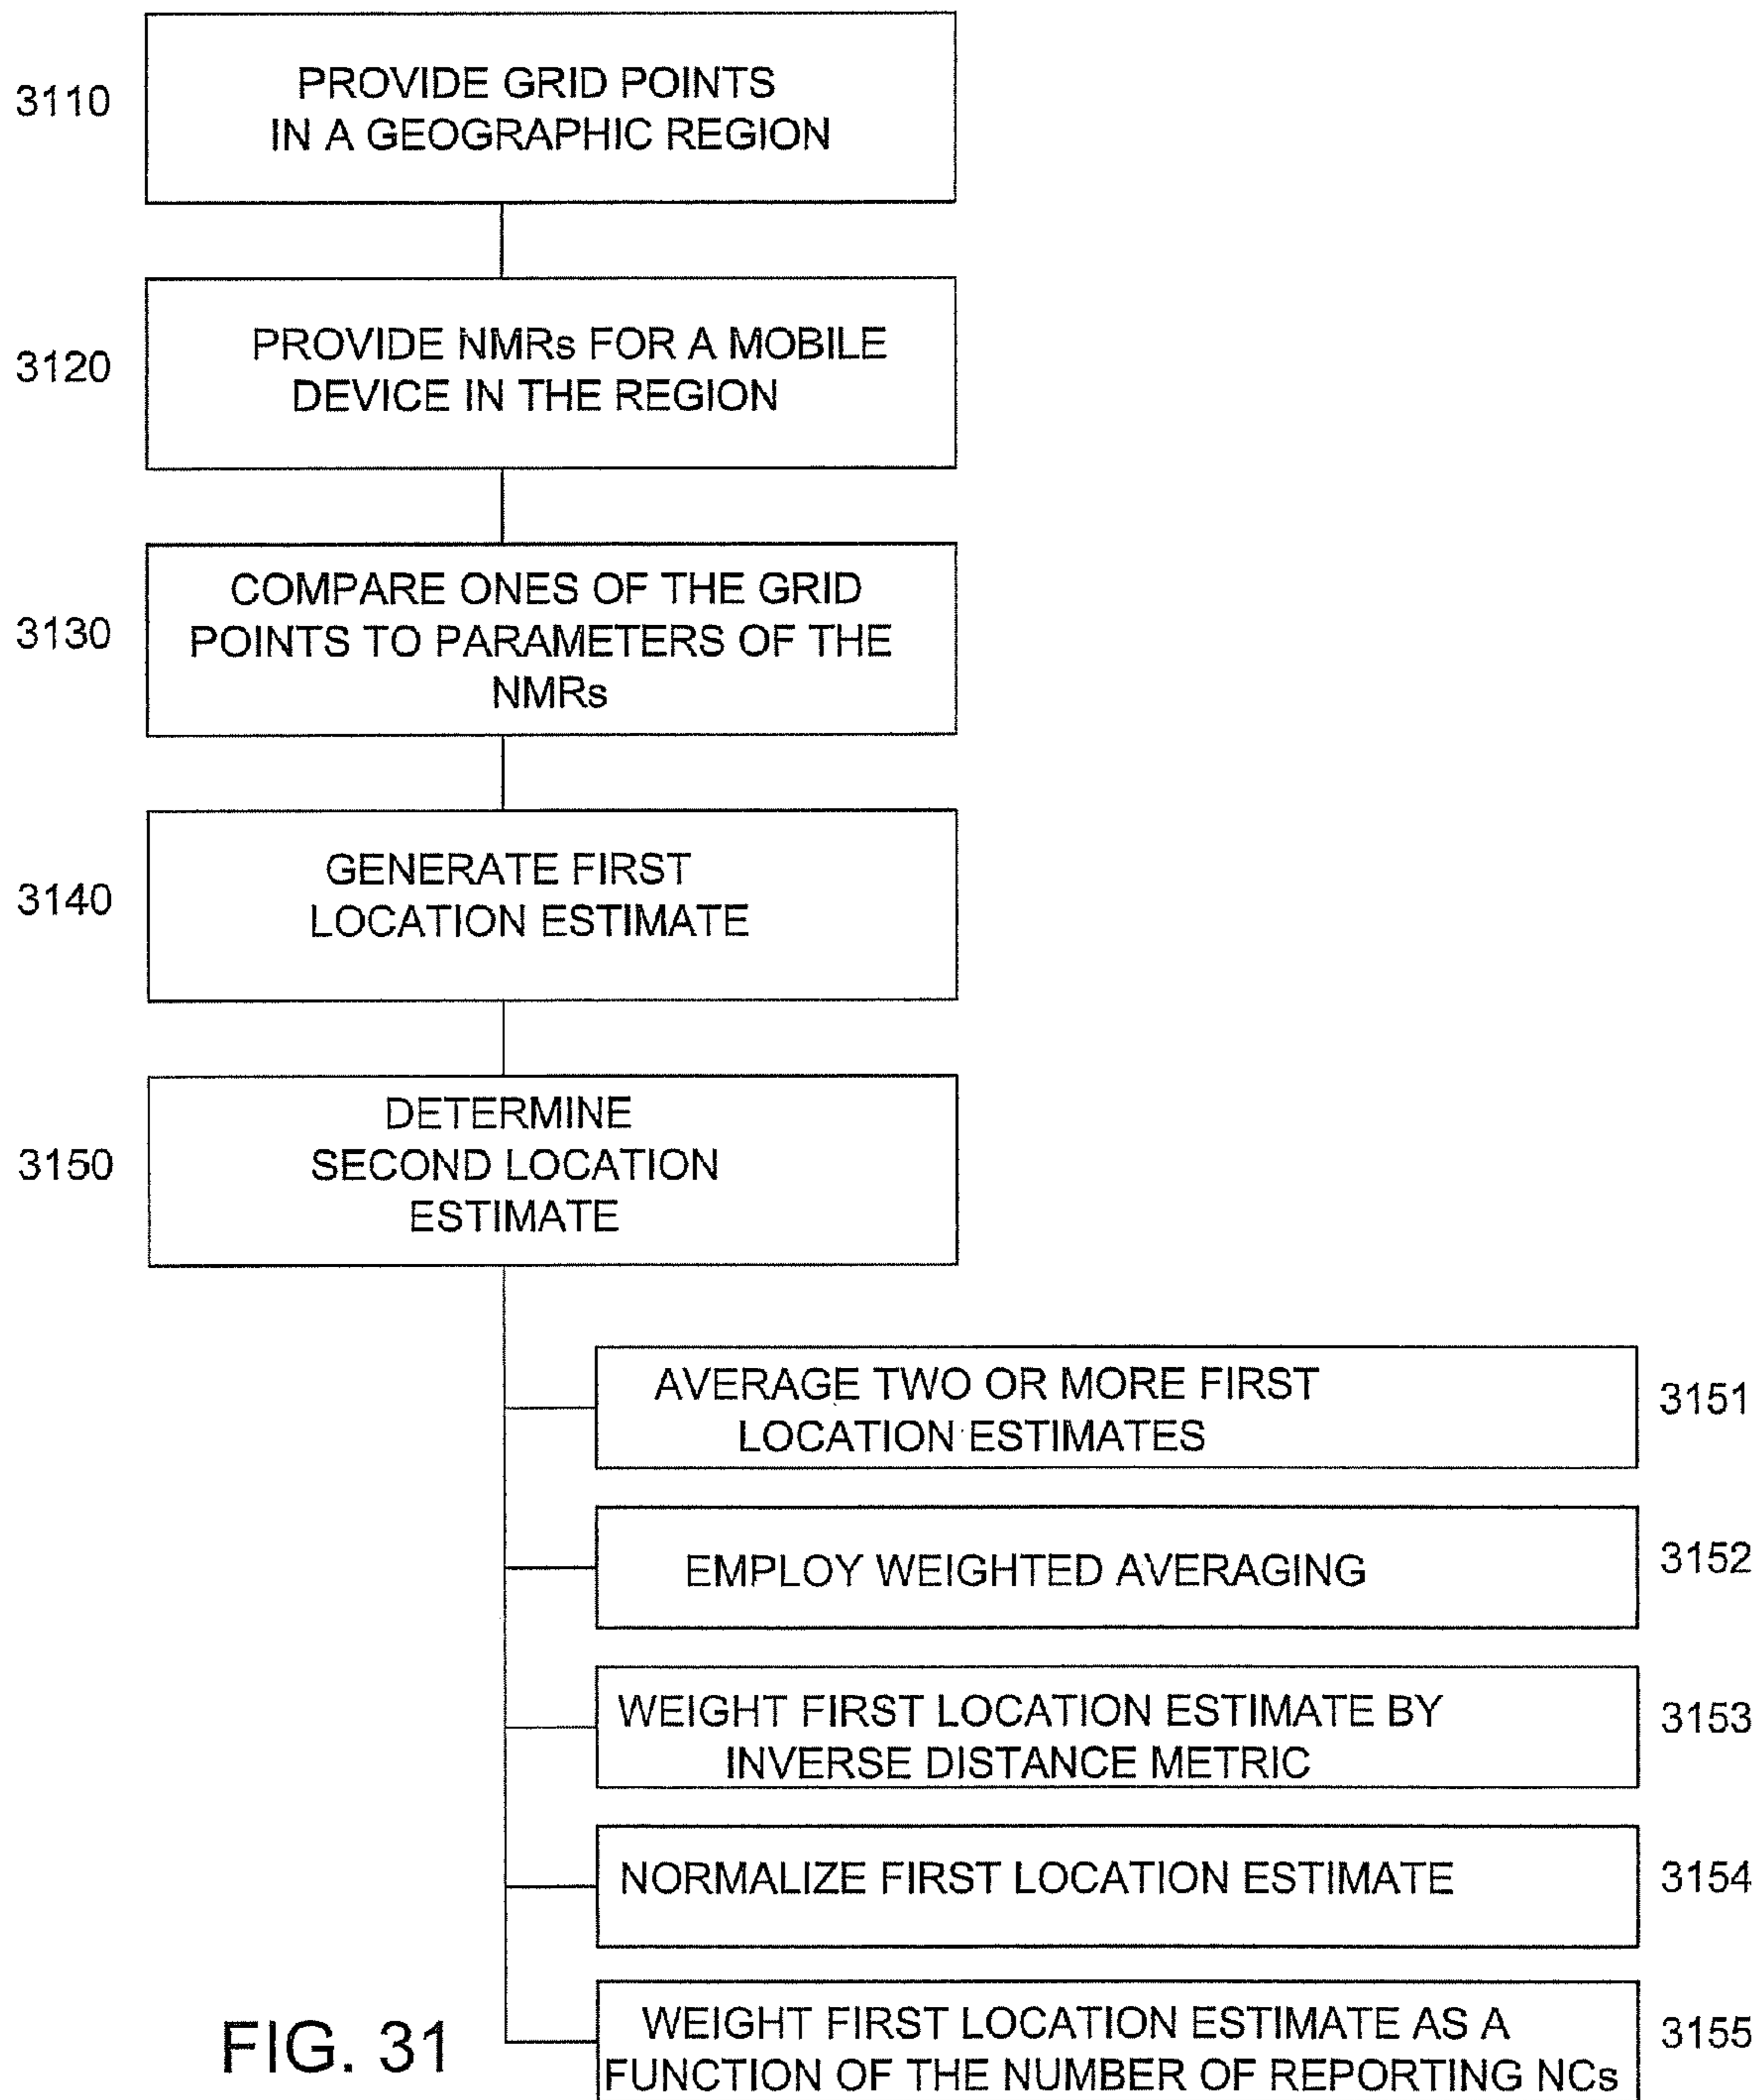 3110
PROVIDE GRID POINTS
IN A GEOGRAPHIC REGION
3120
PROVIDE NMRs FOR A MOBILE
DEVICE IN THE REGION
3130
COMPARE ONES OF THE GRID
POINTS TO PARAMETERS OF THE
NMRs
3140
GENERATE FIRST
LOCATION ESTIMATE
3150
DETERMINE
SECOND LOCATION
ESTIMATE
AVERAGE TWO OR MORE FIRST
LOCATION ESTIMATES
3151
EMPLOY WEIGHTED AVERAGING
3152
WEIGHT FIRST LOCATION ESTIMATE BY
INVERSE DISTANCE METRIC
3153
NORMALIZE FIRST LOCATION ESTIMATE
3154
WEIGHT FIRST LOCATION ESTIMATE AS A
FUNCTION OF THE NUMBER OF REPORTING NCs
3155
FIG. 31